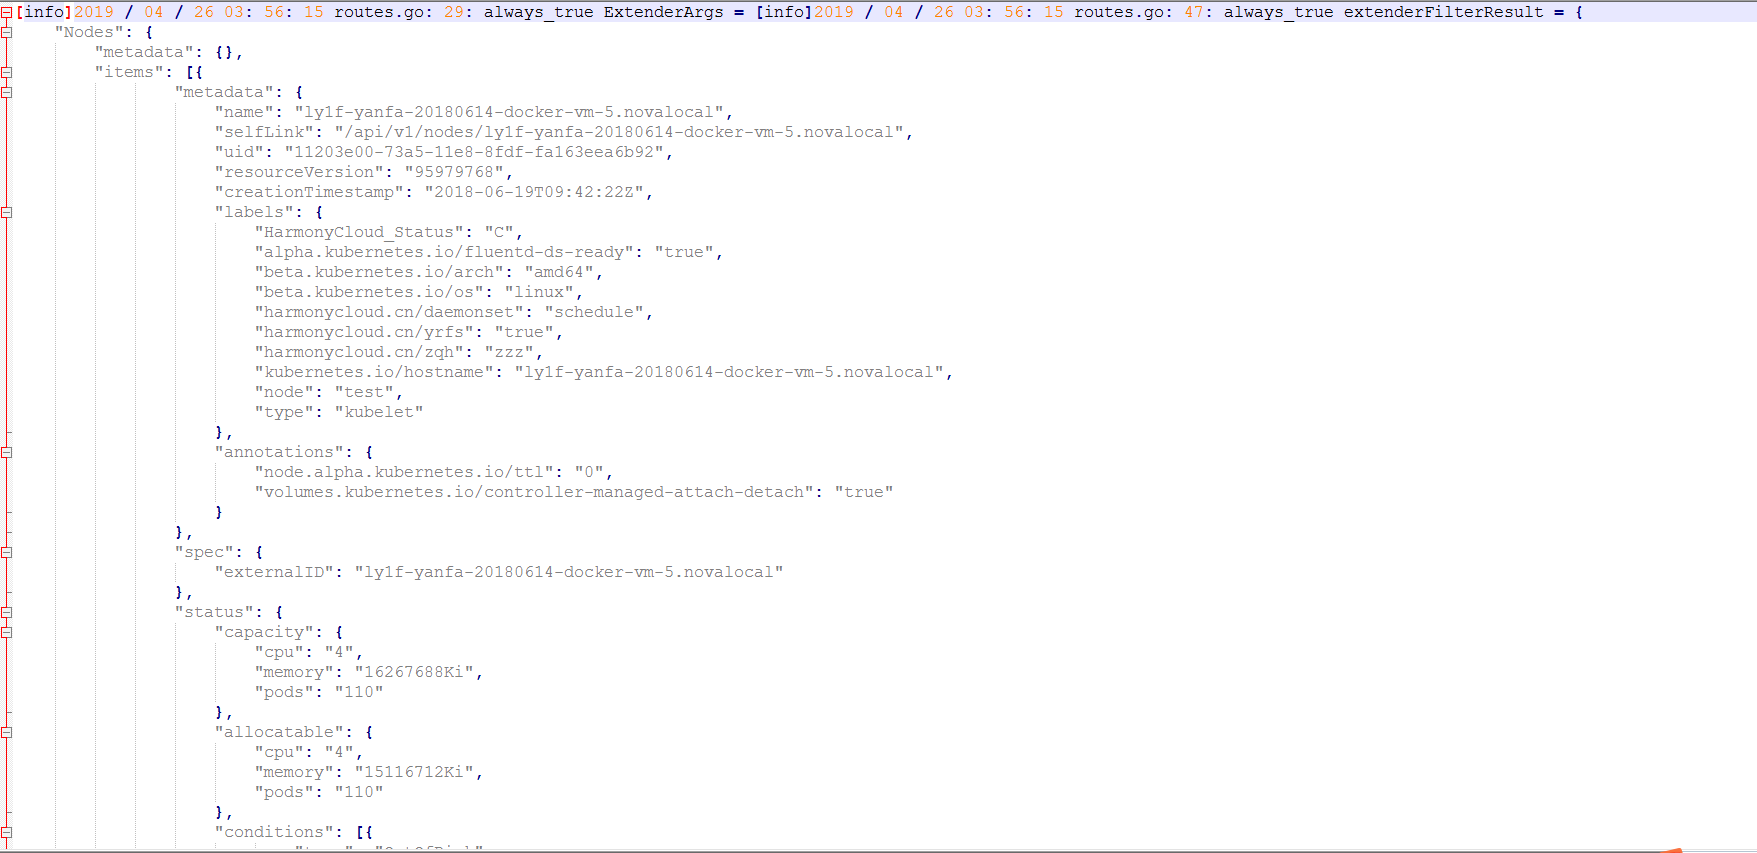 [info]2019 / 04 / 26 03: 56: 15 routes.go: 29: always_true ExtenderArgs = [info]2019 / 04 / 26 03: 56: 15 routes.go: 47: always_true extenderFilterResult = {
"Nodes": {
"metadata": {},
"items": [{
"metadata": {
"name": "ly1f-yanfa-20180614-docker-vm-5.novalocal",
"selfLink": "/api/v1/nodes/ly1f-yanfa-20180614-docker-vm-5.novalocal",
"uid": "11203e00-73a5-11e8-8fdf-fa163eea6b92",
"resourceVersion": "95979768",
"creationTimestamp": "2018-06-19T09:42:22Z",
"labels": {
"HarmonyCloud_Status": "C",
"alpha.kubernetes.io/fluentd-ds-ready": "true",
"beta.kubernetes.io/arch": "amd64",
"beta.kubernetes.io/os": "linux",
"harmonycloud.cn/daemonset": "schedule",
"harmonycloud.cn/yrfs": "true",
"harmonycloud.cn/zqh": "zzz",
"kubernetes.io/hostname": "ly1f-yanfa-20180614-docker-vm-5.novalocal",
"node": "test",
"type": "kubelet"
},
"annotations": {
"node.alpha.kubernetes.io/ttl": "0",
"volumes.kubernetes.io/controller-managed-attach-detach": "true"
}
},
"spec": {
"externalID": "ly1f-yanfa-20180614-docker-vm-5.novalocal"
},
"status": {
"capacity": {
"cpu": "4",
"memory": "16267688Ki",
"pods": "110"
},
"allocatable": {
"cpu": "4",
"memory": "15116712Ki",
"pods": "110"
},
"conditions": [{